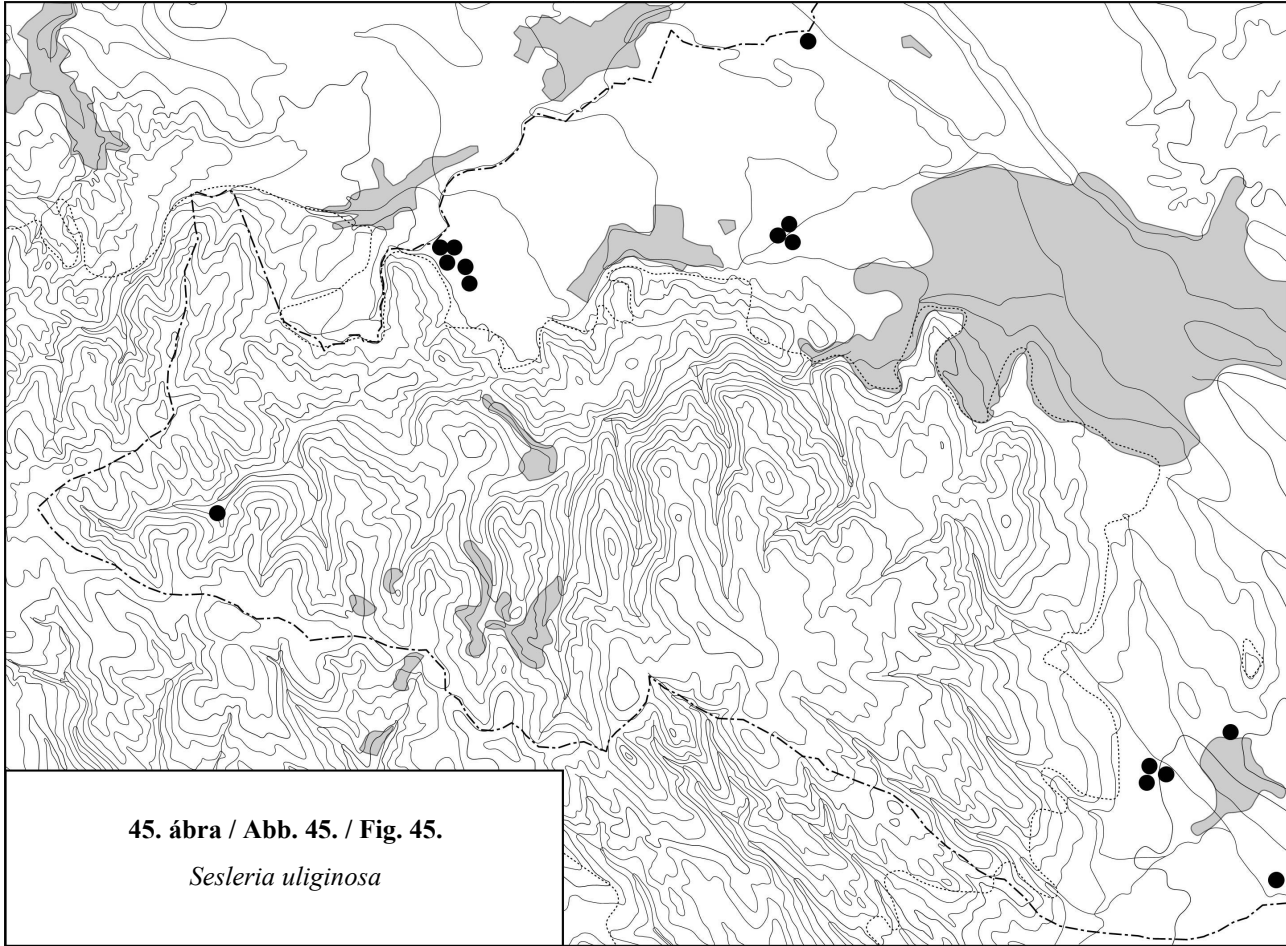 45. ábra / Abb. 45. / Fig. 45.
Sesleria uliginosa